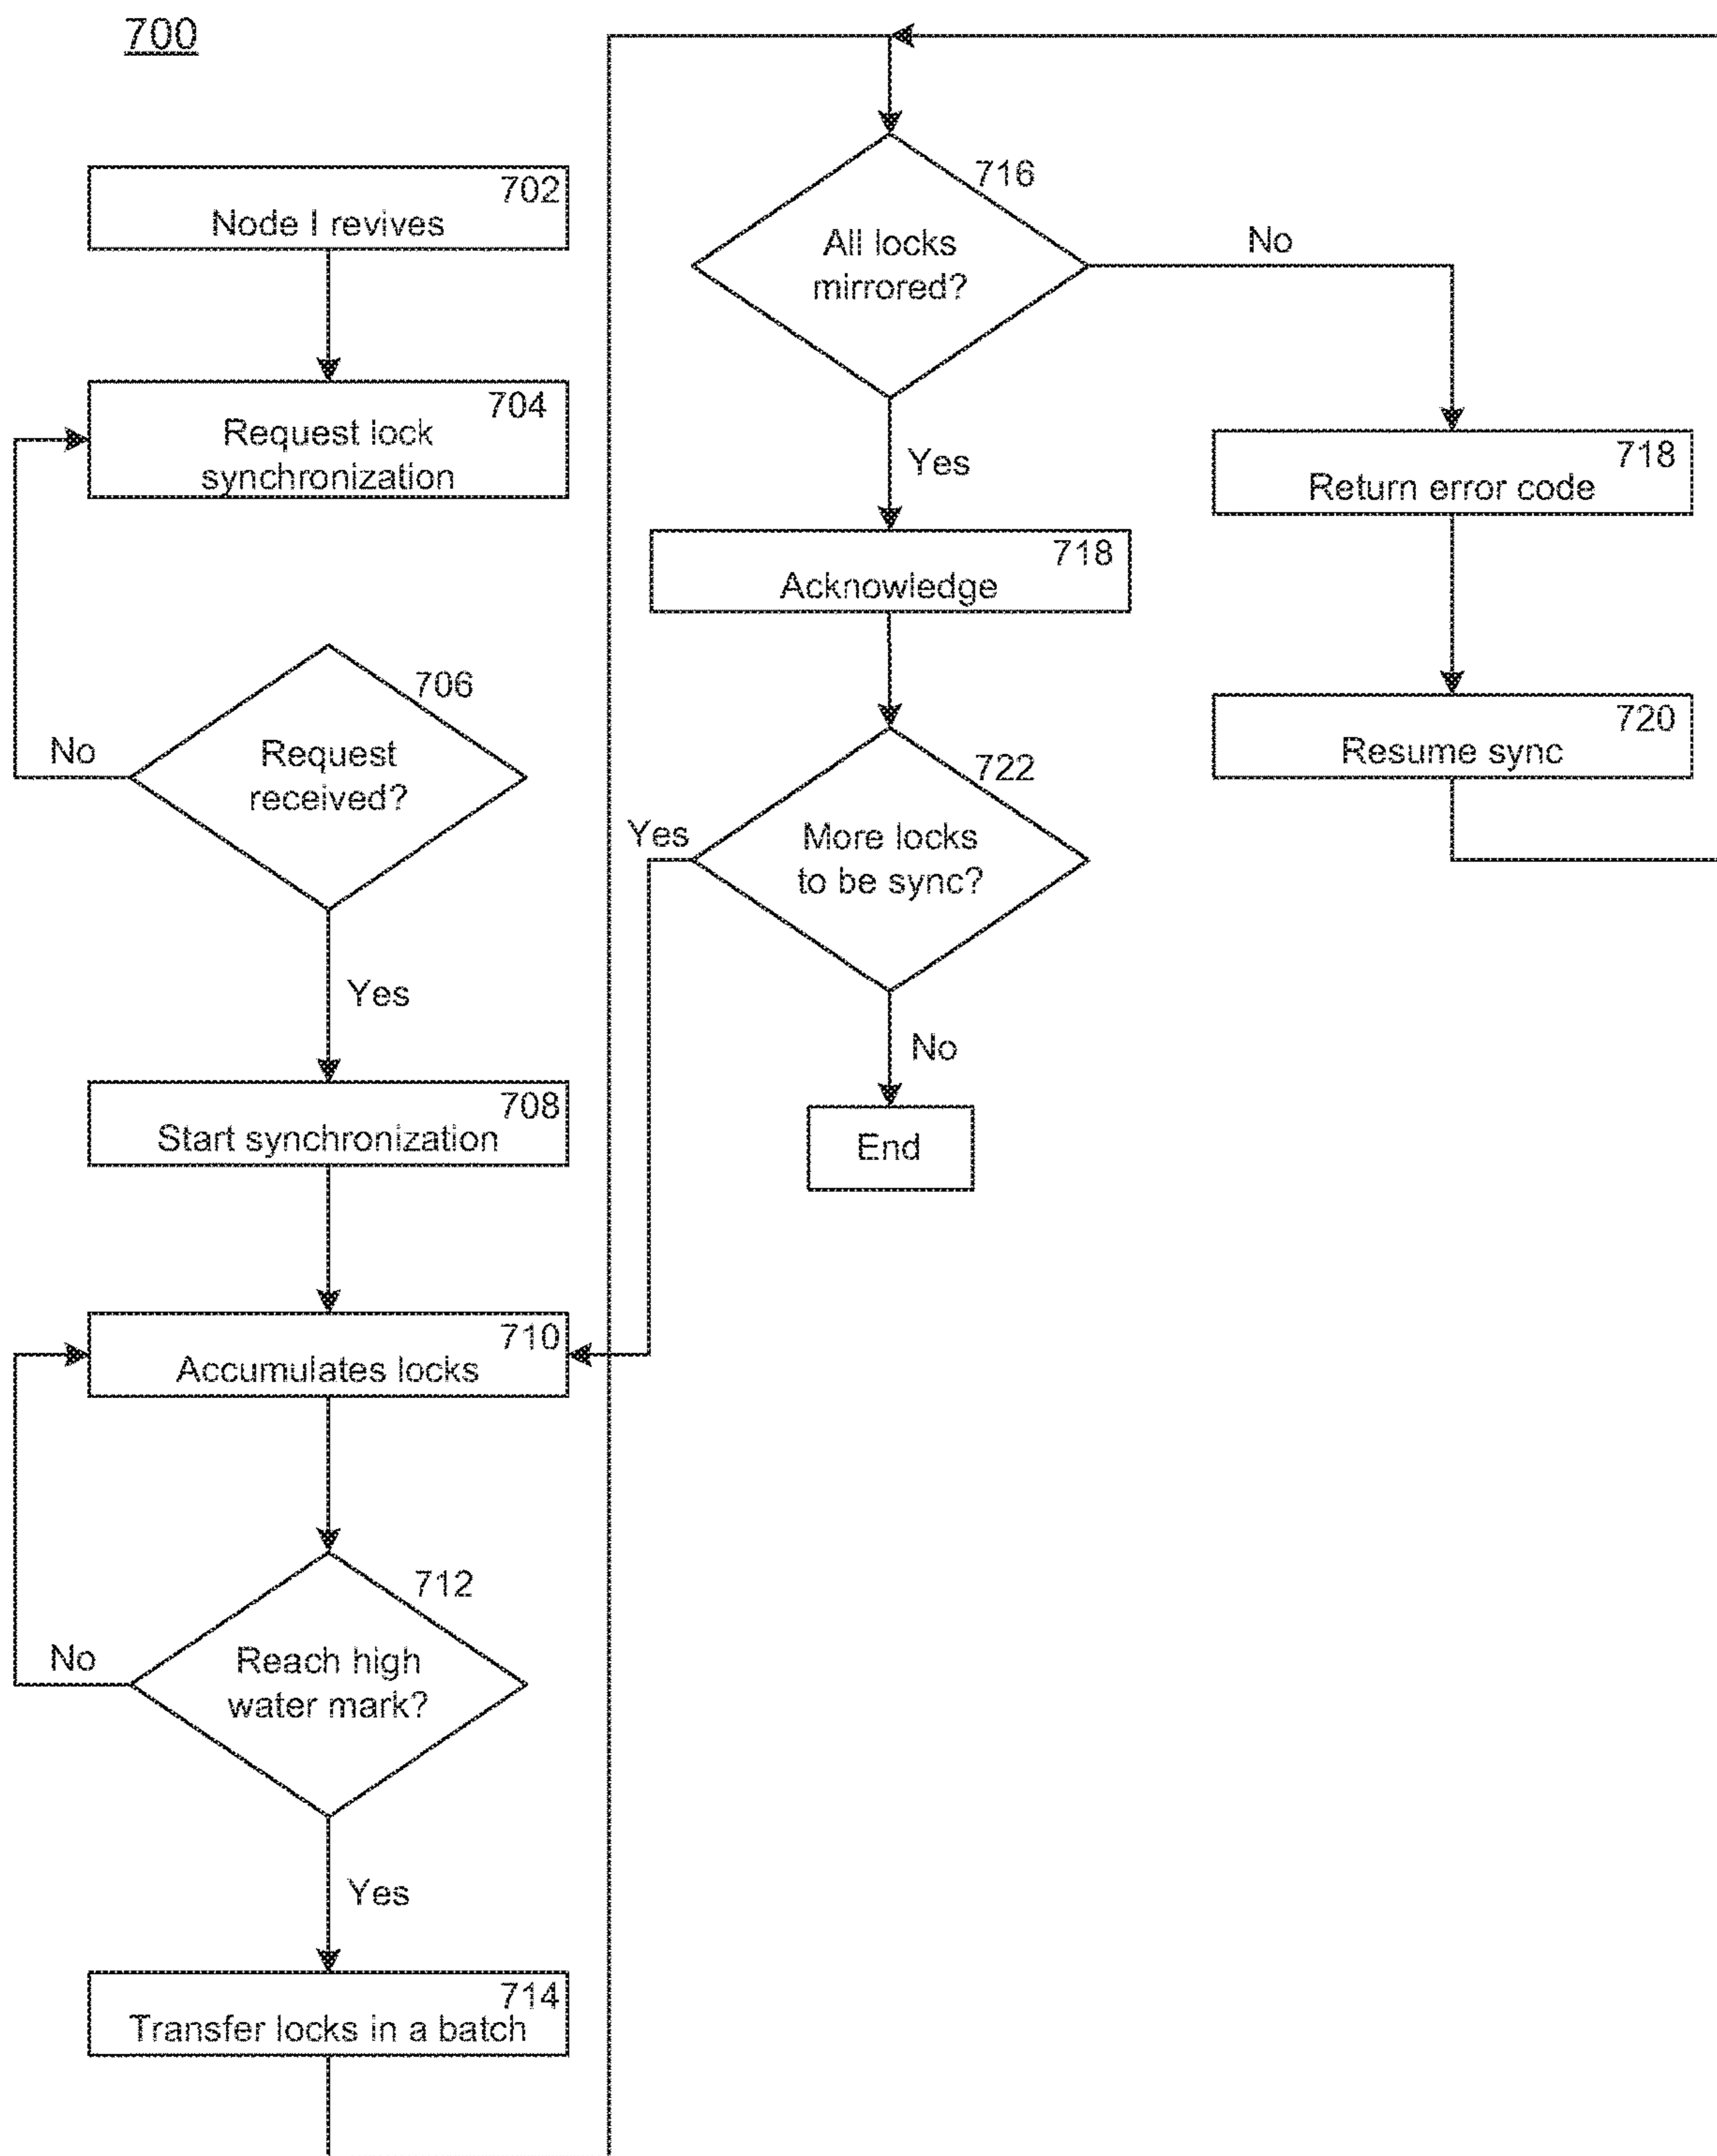 700
702
Node I revives
704
Request lock
synchronization
706
Request
received?
No
Yes
708
Start synchronization
710
Accumulates locks
712
Reach high
water mark?
No
Yes
714
Transfer locks in a batch
716
All locks
mirrored?
No
Yes
718
Return error code
718
Acknowledge
720
Resume sync
722
More locks
to be sync?
Yes
No
End